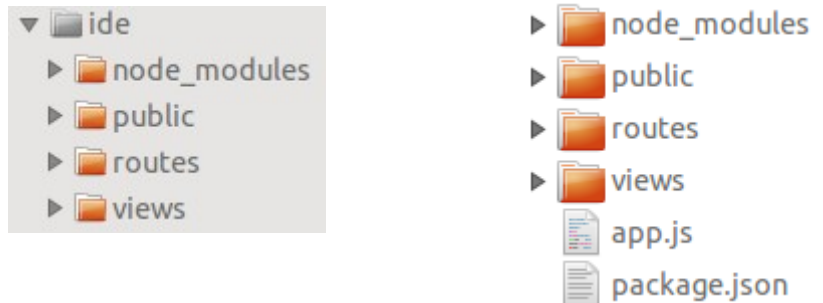 ide
node_modules
public
routes
views
node_modules
public
routes
views
app.js
package.json